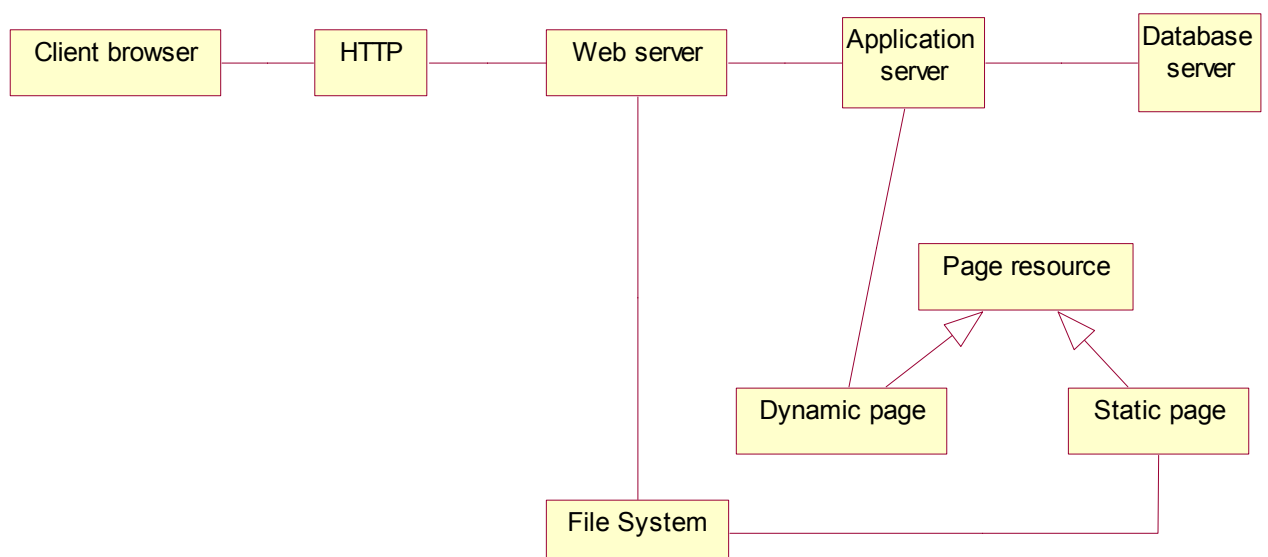 Client browser
HTTP
Web server
Application
server
Database
server
Page resource
Dynamic page
Static page
File System